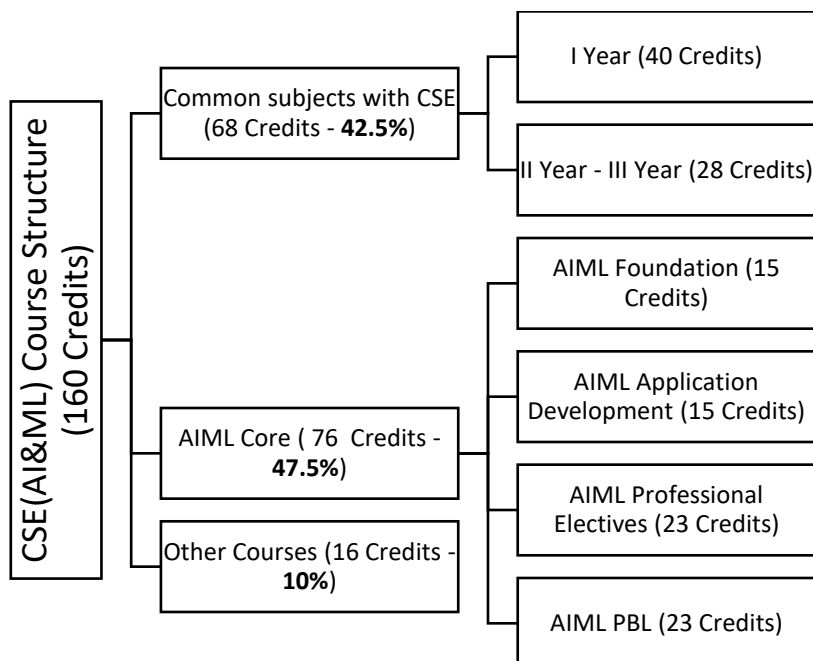 CSE(AI&ML) Course Structure
(160 Credits)
Common subjects with CSE
(68 Credits - 42.5%)
I Year (40 Credits)
II Year - III Year (28 Credits)
AIML Core ( 76 Credits -
47.5%)
AIML Foundation (15
Credits)
AIML Application
Development (15 Credits)
AIML Professional
Electives (23 Credits)
AIML PBL (23 Credits)
Other Courses (16 Credits -
10%)